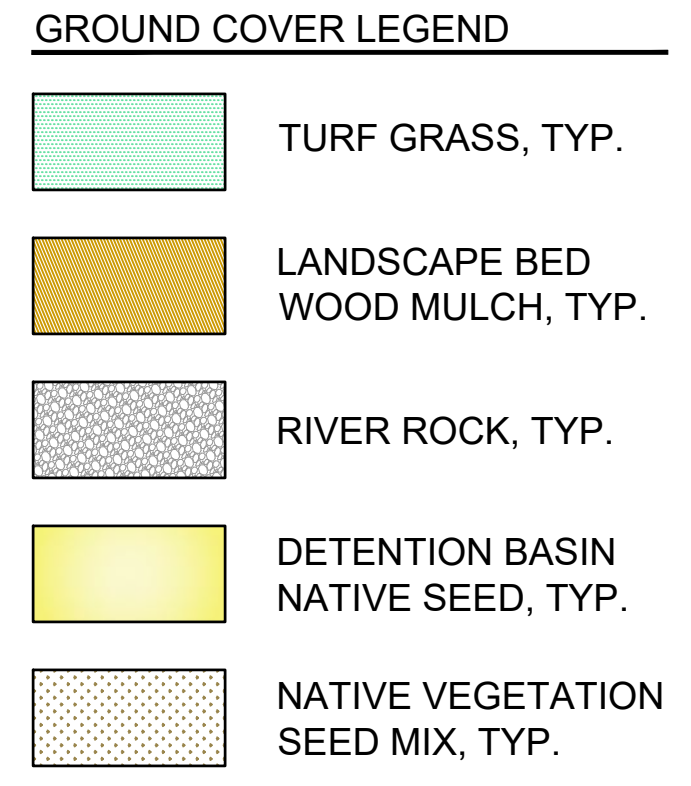 GROUND COVER LEGEND
TURF GRASS, TYP.
LANDSCAPE BED
WOOD MULCH, TYP.
RIVER ROCK, TYP.
DETENTION BASIN
NATIVE SEED, TYP.
NATIVE VEGETATION
SEED MIX, TYP.